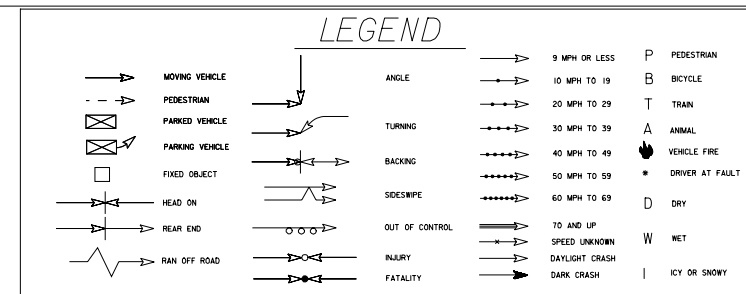 LEGEND
MOVING VEHICLE
PEDESTRIAN
PARKED VEHICLE
PARKING VEHICLE
FIXED OBJECT
HEAD ON
REAR END
RAN OFF ROAD
ANGLE
TURNING
BACKING
SIDESWIPE
OUT OF CONTROL
INJURY
FATALITY
9 MPH OR LESS
10 MPH TO 19
20 MPH TO 29
30 MPH TO 39
40 MPH TO 49
50 MPH TO 59
60 MPH TO 69
70 AND UP
SPEED UNKNOWN
DAYLIGHT CRASH
DARK CRASH
P PEDESTRIAN
B BICYCLE
T TRAIN
A ANIMAL
VEHICLE FIRE
* DRIVER AT FAULT
D DRY
W WET
I ICY OR SNOWY